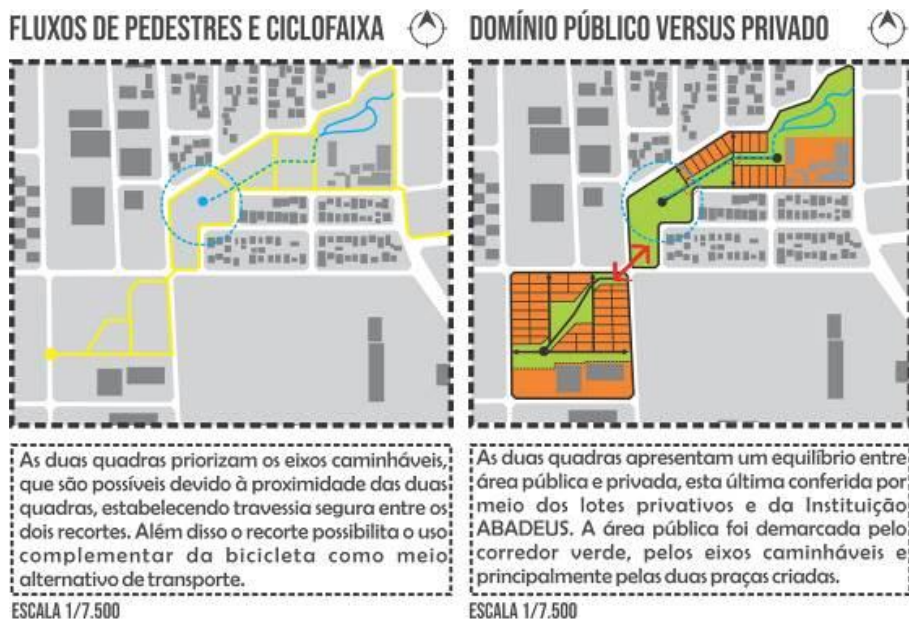 FLUXOS DE PEDESTRES E CICLOFAIXA
As duas quadras priorizam os eixos caminháveis,
que são possíveis devido à proximidade das duas
quadras, estabelecendo travessia segura entre os
dois recortes. Além disso o recorte possibilita o uso
complementar da bicicleta como meio
alternativo de transporte.
ESCALA 1/7.500
DOMÍNIO PÚBLICO VERSUS PRIVADO
As duas quadras apresentam um equilíbrio entre
área pública e privada, esta última conferida por
meio dos lotes privativos e da Instituição
ABADEUS. A área pública foi demarcada pelo
corredor verde, pelos eixos caminháveis e
principalmente pelas duas praças criadas.
ESCALA 1/7.500